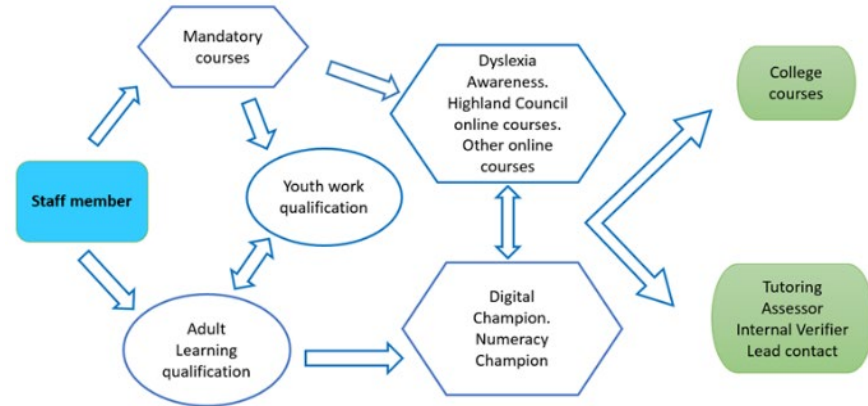 Mandatory
courses
Dyslexia
Awareness.
Highland Council
online courses.
Other online
courses
College
courses
Staff member
Youth work
qualification
Adult
Learning
qualification
Digital
Champion.
Numeracy
Champion
Tutoring
Assessor
Internal Verifier
Lead contact